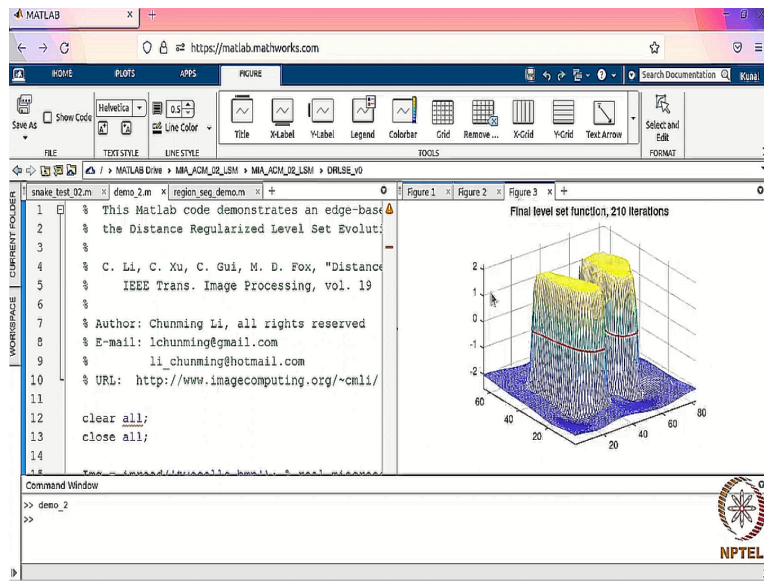 MATLAB x +
https://matlab.mathworks.com
HOME PLOTS APPS FIGURE Search Documentation Kunal
Save As Show Code Helvetica 0.5 Line Color Title X-Label Y-Label Legend Colorbar Grid Remove ... X-Grid Y-Grid Text Arrow Select and Edit
FILE TEXT STYLE LINE STYLE TOOLS FORMAT
/ > MATLAB Drive > MIA_ACM_02_LSM > MIA_ACM_02_LSM > DRLSE_v0
CURRENT FOLDER
WORKSPACE
snake_test_02.m x demo_2.m x region_seg_demo.m x +
1 % This Matlab code demonstrates an edge-base
2 % the Distance Regularized Level Set Evoluti
3 %
4 % C. Li, C. Xu, C. Gui, M. D. Fox, "Distance
5 % IEEE Trans. Image Processing, vol. 19
6 %
7 % Author: Chunming Li, all rights reserved
8 % E-mail: lchunming@gmail.com
9 % li_chunming@hotmail.com
10 % URL: http://www.imagecomputing.org/~cmli/
11
12 clear all;
13 close all;
14
Figure 1 x Figure 2 x Figure 3 x +
Final level set function, 210 iterations
2
1
0
-1
-2
60 40 20
20 40 60 80
Command Window
>> demo_2
>>
NPTEL